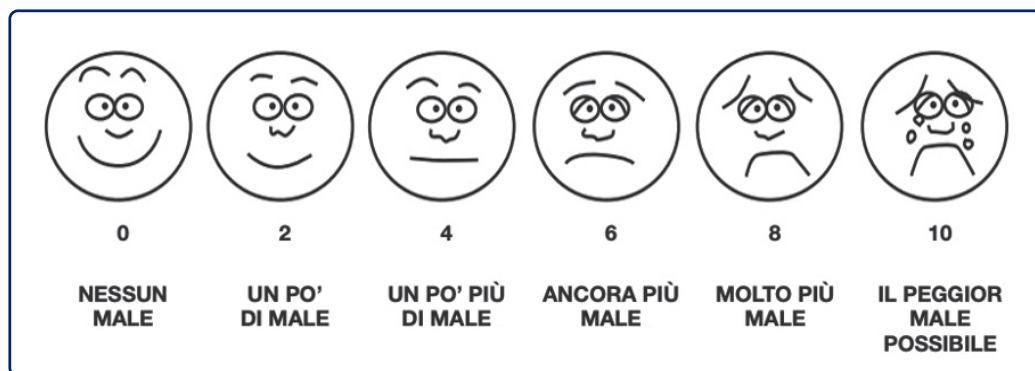 0
2
4
6
8
10
NESSUN
MALE
UN PO'
DI MALE
UN PO' PIÙ
DI MALE
ANCORA PIÙ
MALE
MOLTO PIÙ
MALE
IL PEGGIOR
MALE
POSSIBILE